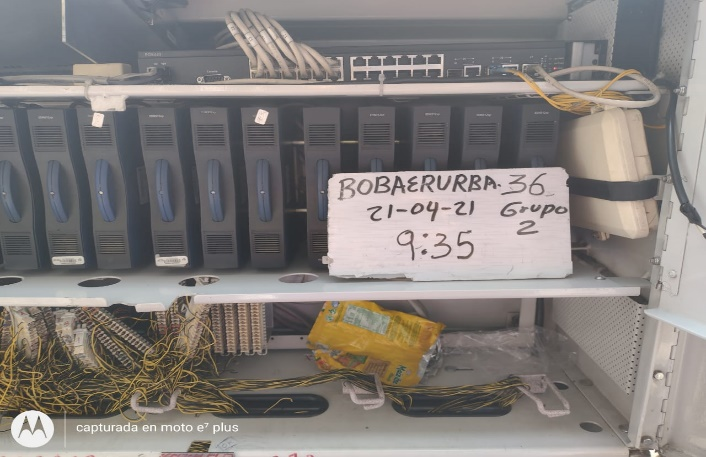 BOBAERURBA. 36
21-04-21 Grupo
2
9:35
capturada en moto e⁷ plus